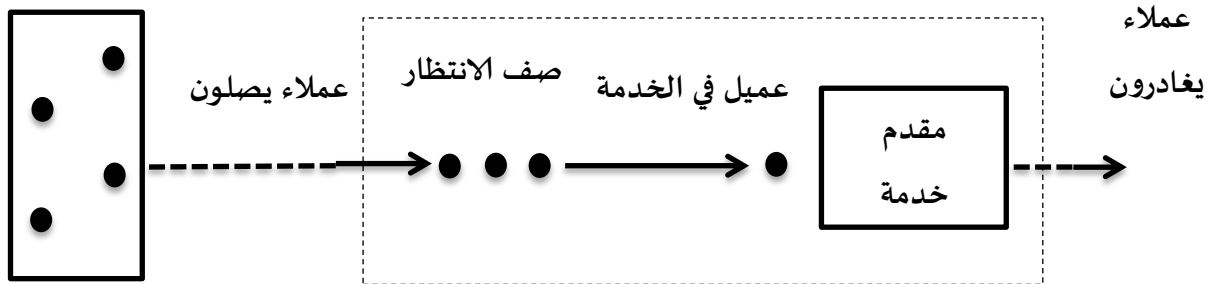 عملاء
يغادرون
صف الانتظار
عملاء يصلون
عميل في الخدمة
مقدم
خدمة